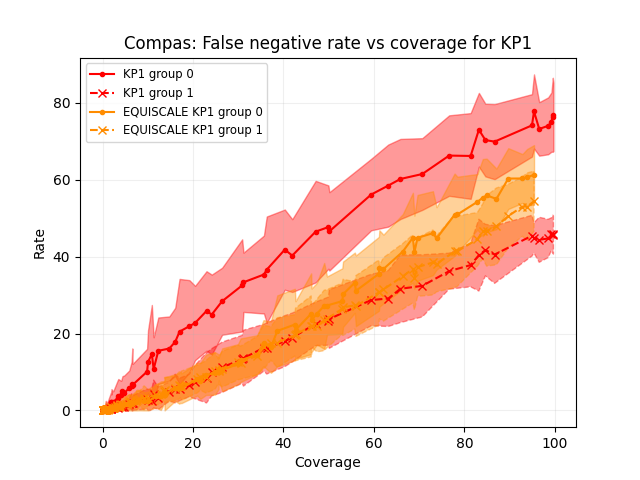 Compas: False negative rate vs coverage for KP1
KP1 group 0
KP1 group 1
EQUISCALE KP1 group 0
EQUISCALE KP1 group 1
80
60
40
20
0
Rate
0 20 40 60 80 100
Coverage